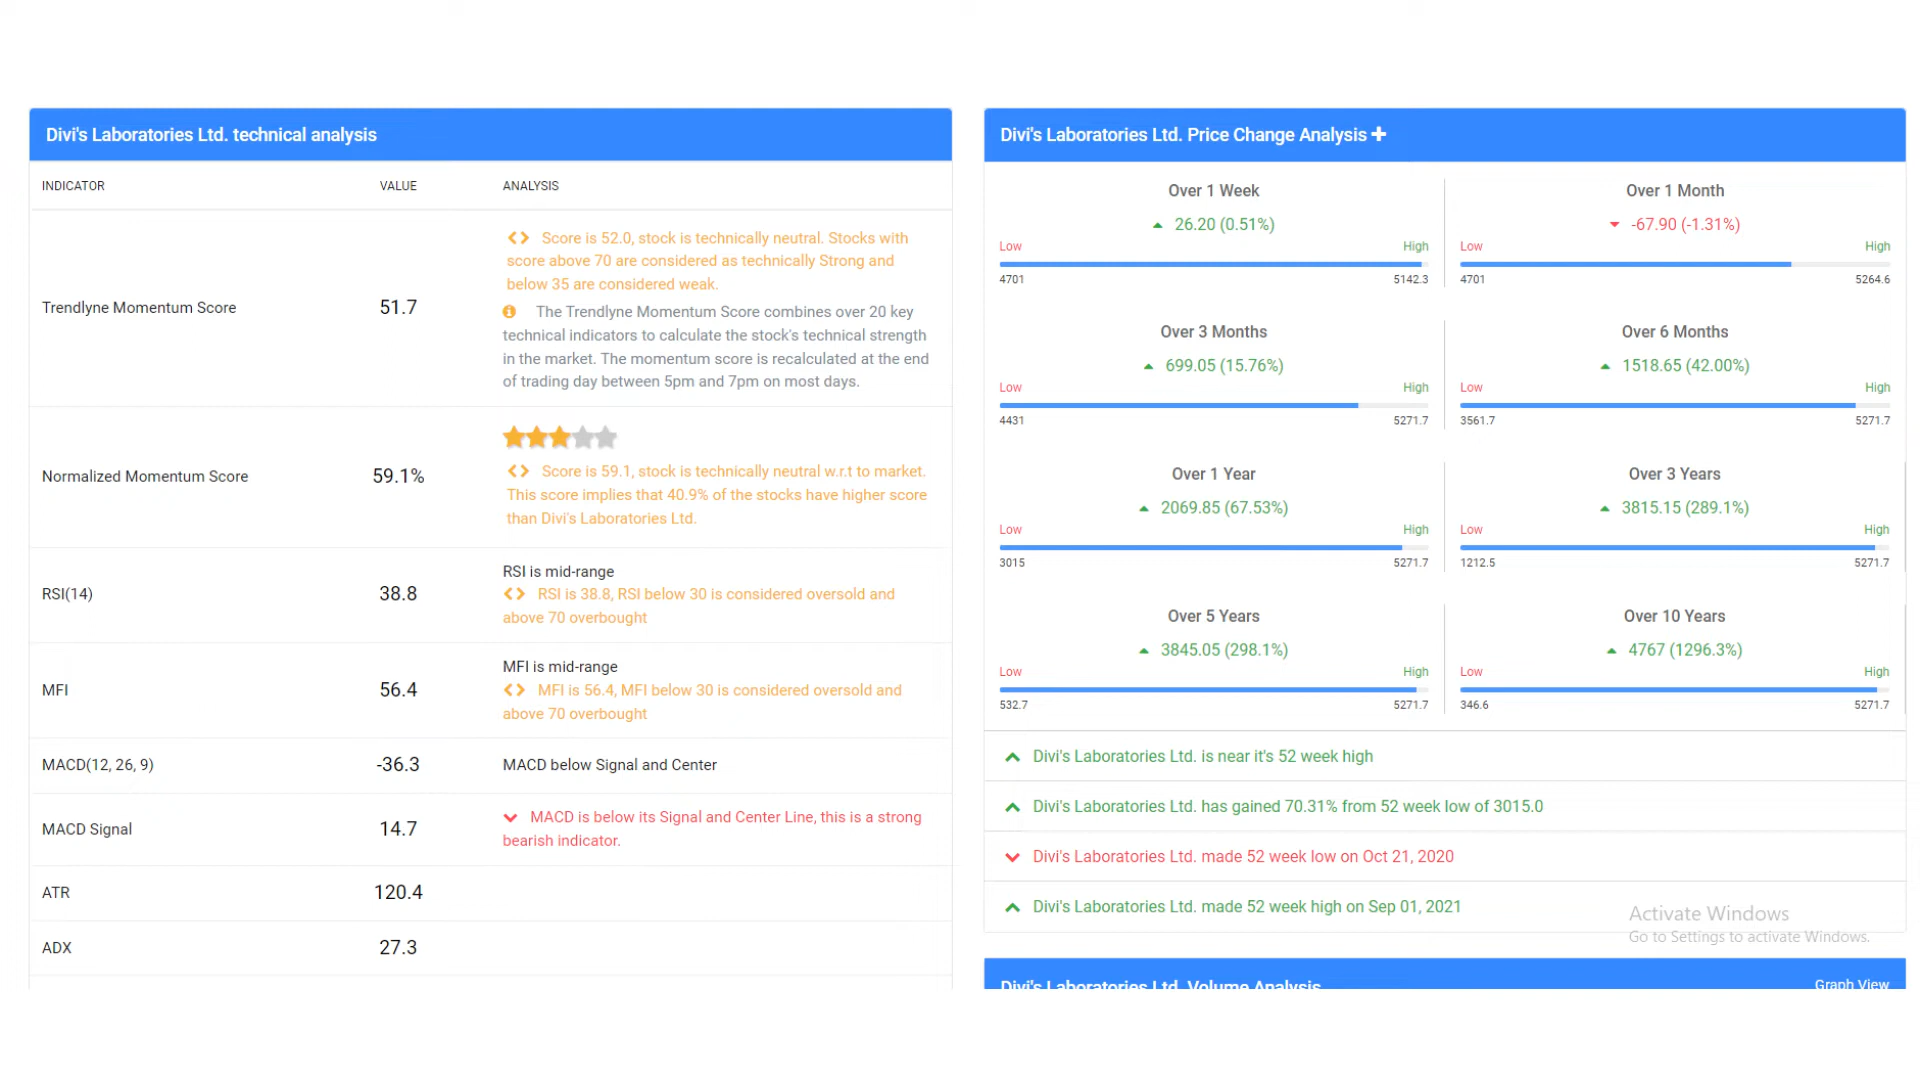 Divi's Laboratories Ltd. technical analysis
INDICATOR VALUE ANALYSIS
Trendlyne Momentum Score 51.7
Score is 52.0, stock is technically neutral. Stocks with
score above 70 are considered as technically Strong and
below 35 are considered weak.
The Trendlyne Momentum Score combines over 20 key
technical indicators to calculate the stock's technical strength
in the market. The momentum score is recalculated at the end
of trading day between 5pm and 7pm on most days.
Normalized Momentum Score 59.1%
Score is 59.1, stock is technically neutral w.r.t to market.
This score implies that 40.9% of the stocks have higher score
than Divi's Laboratories Ltd.
RSI(14) 38.8
RSI is mid-range
RSI is 38.8, RSI below 30 is considered oversold and
above 70 overbought
MFI 56.4
MFI is mid-range
MFI is 56.4, MFI below 30 is considered oversold and
above 70 overbought
MACD(12, 26, 9) -36.3 MACD below Signal and Center
MACD Signal 14.7
MACD is below its Signal and Center Line, this is a strong
bearish indicator.
ATR 120.4
ADX 27.3
Divi's Laboratories Ltd. Price Change Analysis
Over 1 Week
26.20 (0.51%)
Low High
4701 5142.3
Over 1 Month
-67.90 (-1.31%)
Low High
4701 5264.6
Over 3 Months
699.05 (15.76%)
Low High
4431 5271.7
Over 6 Months
1518.65 (42.00%)
Low High
3561.7 5271.7
Over 1 Year
2069.85 (67.53%)
Low High
3015 5271.7
Over 3 Years
3815.15 (289.1%)
Low High
1212.5 5271.7
Over 5 Years
3845.05 (298.1%)
Low High
532.7 5271.7
Over 10 Years
4767 (1296.3%)
Low High
346.6 5271.7
Divi's Laboratories Ltd. is near it's 52 week high
Divi's Laboratories Ltd. has gained 70.31% from 52 week low of 3015.0
Divi's Laboratories Ltd. made 52 week low on Oct 21, 2020
Divi's Laboratories Ltd. made 52 week high on Sep 01, 2021
Activate Windows
Go to Settings to activate Windows.
Divi's Laboratories Ltd. Volume Analysis Graph View